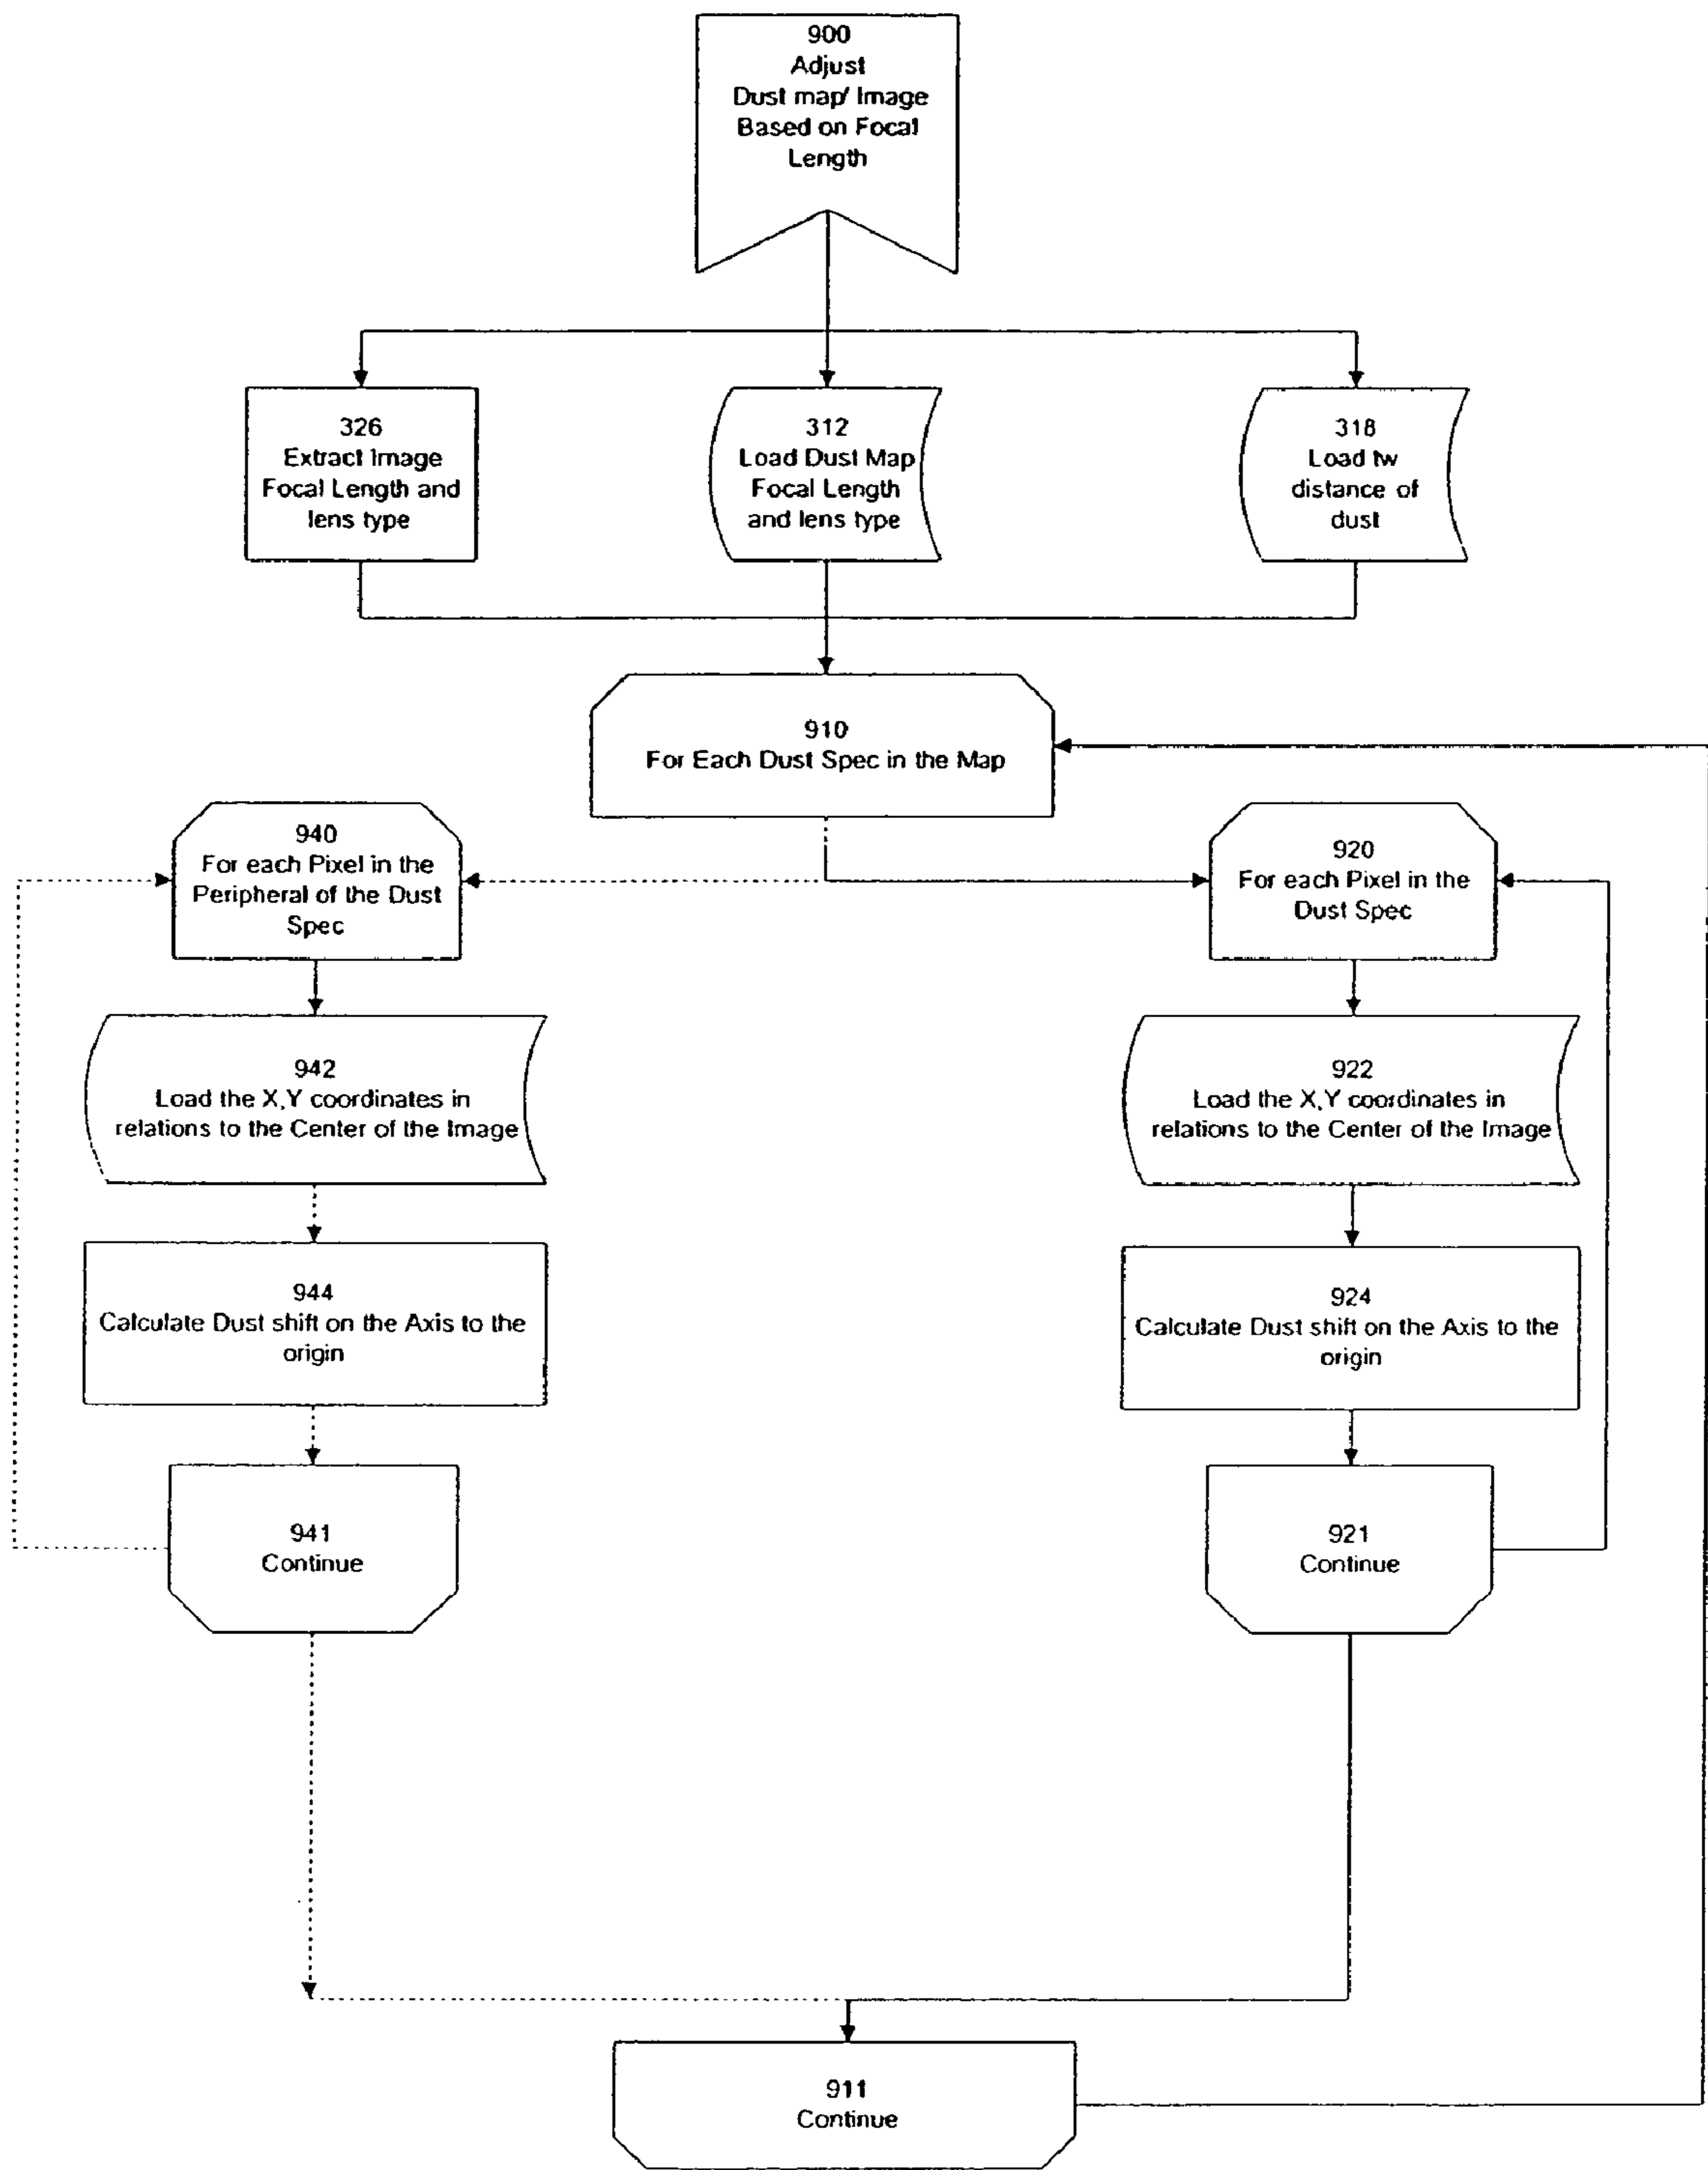 900
Adjust
Dust map/ Image
Based on Focal
Length
326
Extract Image
Focal Length and
lens type
312
Load Dust Map
Focal Length
and lens type
318
Load tw
distance of
dust
910
For Each Dust Spec in the Map
940
For each Pixel in the
Peripheral of the Dust
Spec
920
For each Pixel in the
Dust Spec
942
Load the X,Y coordinates in
relations to the Center of the Image
922
Load the X,Y coordinates in
relations to the Center of the Image
944
Calculate Dust shift on the Axis to the
origin
924
Calculate Dust shift on the Axis to the
origin
941
Continue
921
Continue
911
Continue